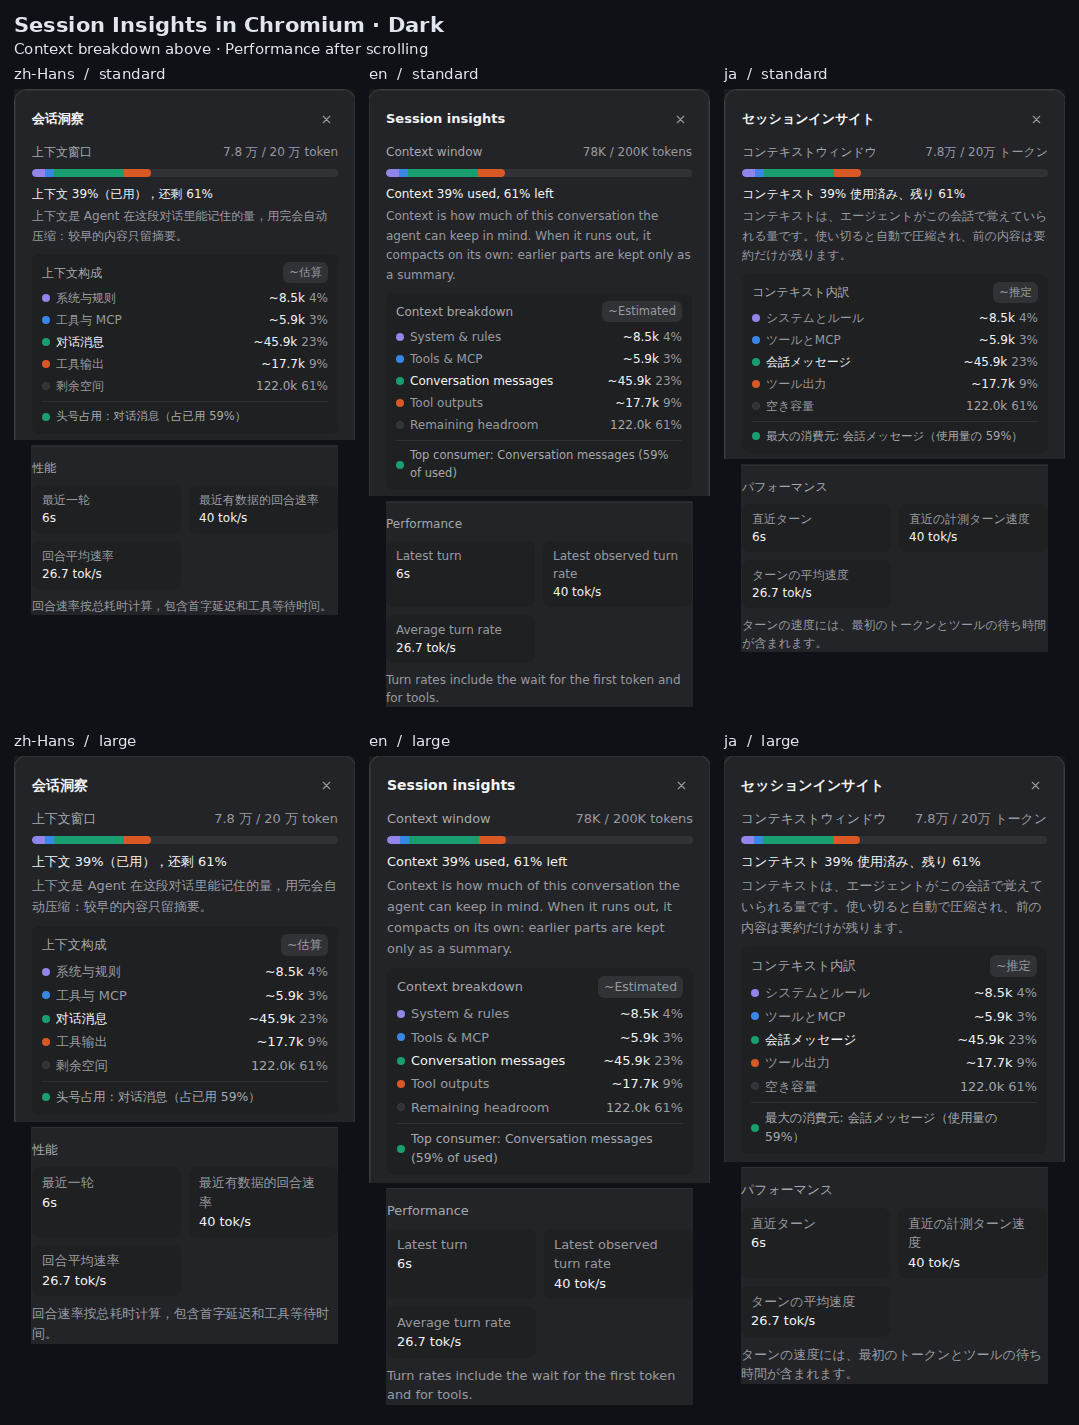 Session Insights in Chromium · Dark
Context breakdown above · Performance after scrolling
zh-Hans / standard
会话洞察 ×
上下文窗口 7.8 万 / 20 万 token
上下文 39%（已用），还剩 61%
上下文是 Agent 在这段对话里能记住的量，用完会自动
压缩：较早的内容只留摘要。
上下文构成 ~估算
系统与规则 ~8.5k 4%
工具与 MCP ~5.9k 3%
对话消息 ~45.9k 23%
工具输出 ~17.7k 9%
剩余空间 122.0k 61%
头号占用：对话消息（占已用 59%）
性能
最近一轮
6s
最近有数据的回合速率
40 tok/s
回合平均速率
26.7 tok/s
回合速率按总耗时计算，包含首字延迟和工具等待时间。
en / standard
Session insights ×
Context window 78K / 200K tokens
Context 39% used, 61% left
Context is how much of this conversation the
agent can keep in mind. When it runs out, it
compacts on its own: earlier parts are kept only as
a summary.
Context breakdown ~Estimated
System & rules ~8.5k 4%
Tools & MCP ~5.9k 3%
Conversation messages ~45.9k 23%
Tool outputs ~17.7k 9%
Remaining headroom 122.0k 61%
Top consumer: Conversation messages (59%
of used)
Performance
Latest turn
6s
Latest observed turn
rate
40 tok/s
Average turn rate
26.7 tok/s
Turn rates include the wait for the first token and
for tools.
ja / standard
セッションインサイト ×
コンテキストウィンドウ 7.8万 / 20万 トークン
コンテキスト 39% 使用済み、残り 61%
コンテキストは、エージェントがこの会話で覚えていら
れる量です。使い切ると自動で圧縮され、前の内容は要
約だけが残ります。
コンテキスト内訳 ~推定
システムとルール ~8.5k 4%
ツールとMCP ~5.9k 3%
会話メッセージ ~45.9k 23%
ツール出力 ~17.7k 9%
空き容量 122.0k 61%
最大の消費元: 会話メッセージ（使用量の 59%）
パフォーマンス
直近ターン
6s
直近の計測ターン速度
40 tok/s
ターンの平均速度
26.7 tok/s
ターンの速度には、最初のトークンとツールの待ち時間
が含まれます。
zh-Hans / large
会话洞察 ×
上下文窗口 7.8 万 / 20 万 token
上下文 39%（已用），还剩 61%
上下文是 Agent 在这段对话里能记住的量，用完会自
动压缩：较早的内容只留摘要。
上下文构成 ~估算
系统与规则 ~8.5k 4%
工具与 MCP ~5.9k 3%
对话消息 ~45.9k 23%
工具输出 ~17.7k 9%
剩余空间 122.0k 61%
头号占用：对话消息（占已用 59%）
性能
最近一轮
6s
最近有数据的回合速
率
40 tok/s
回合平均速率
26.7 tok/s
回合速率按总耗时计算，包含首字延迟和工具等待时
间。
en / large
Session insights ×
Context window 78K / 200K tokens
Context 39% used, 61% left
Context is how much of this conversation the
agent can keep in mind. When it runs out, it
compacts on its own: earlier parts are kept
only as a summary.
Context breakdown ~Estimated
System & rules ~8.5k 4%
Tools & MCP ~5.9k 3%
Conversation messages ~45.9k 23%
Tool outputs ~17.7k 9%
Remaining headroom 122.0k 61%
Top consumer: Conversation messages
(59% of used)
Performance
Latest turn
6s
Latest observed
turn rate
40 tok/s
Average turn rate
26.7 tok/s
Turn rates include the wait for the first token
and for tools.
ja / large
セッションインサイト ×
コンテキストウィンドウ 7.8万 / 20万 トークン
コンテキスト 39% 使用済み、残り 61%
コンテキストは、エージェントがこの会話で覚えて
いられる量です。使い切ると自動で圧縮され、前の
内容は要約だけが残ります。
コンテキスト内訳 ~推定
システムとルール ~8.5k 4%
ツールとMCP ~5.9k 3%
会話メッセージ ~45.9k 23%
ツール出力 ~17.7k 9%
空き容量 122.0k 61%
最大の消費元: 会話メッセージ（使用量の
59%）
パフォーマンス
直近ターン
6s
直近の計測ターン速
度
40 tok/s
ターンの平均速度
26.7 tok/s
ターンの速度には、最初のトークンとツールの待ち
時間が含まれます。